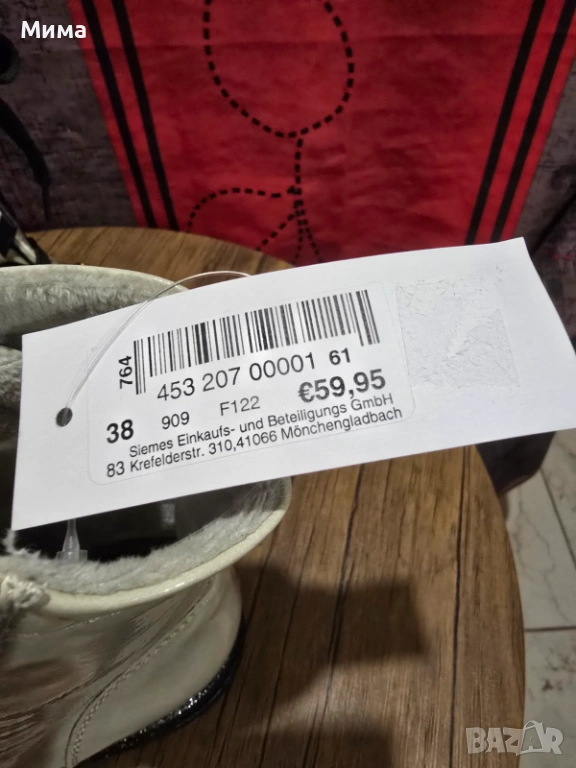 Мима
764
453 207 00001 61
38 909 F122 €59,95
Siemes Einkaufs- und Beteiligungs GmbH
83 Krefelderstr. 310,41066 Mönchengladbach
BAZAR